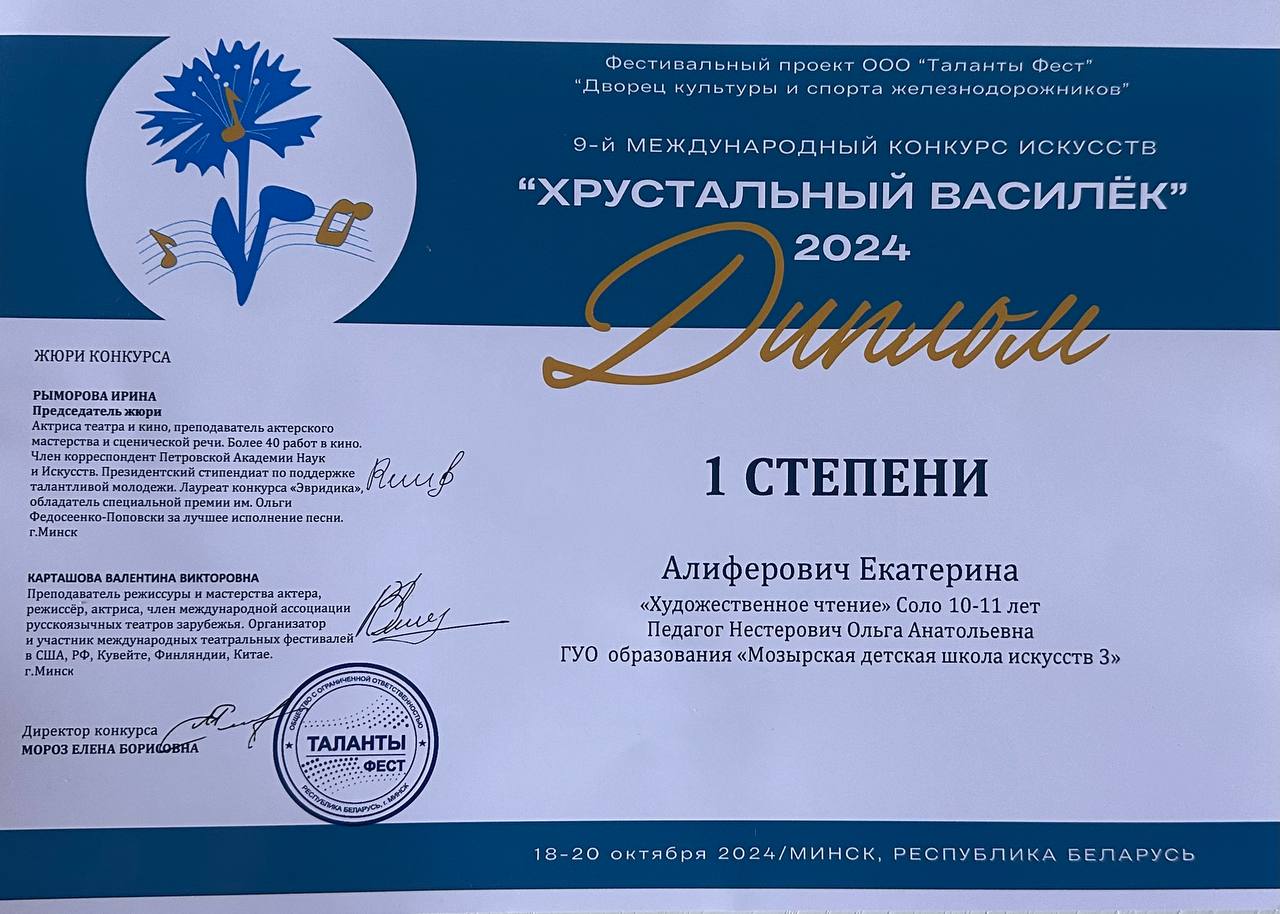 Фестивальный проект ООО “Таланты Фест”
“Дворец культуры и спорта железнодорожников”
9-й МЕЖДУНАРОДНЫЙ КОНКУРС ИСКУССТВ
“ХРУСТАЛЬНЫЙ ВАСИЛЁК”
2024
Диплом
ЖЮРИ КОНКУРСА
РЫМОРОВА ИРИНА
Председатель жюри
Актриса театра и кино, преподаватель актерского
мастерства и сценической речи. Более 40 работ в кино.
Член корреспондент Петровской Академии Наук
и Искусств. Президентский стипендиат по поддержке
талантливой молодежи. Лауреат конкурса «Эвридика»,
обладатель специальной премии им. Ольги
Федосеенко-Поповски за лучшее исполнение песни.
г.Минск
КАРТАШОВА ВАЛЕНТИНА ВИКТОРОВНА
Преподаватель режиссуры и мастерства актера,
режиссёр, актриса, член международной ассоциации
русскоязычных театров зарубежья. Организатор
и участник международных театральных фестивалей
в США, РФ, Кувейте, Финляндии, Китае.
г.Минск
Директор конкурса
МОРОЗ ЕЛЕНА БОРИСОВНА
ОБЩЕСТВО С ОГРАНИЧЕННОЙ ОТВЕТСТВЕННОСТЬЮ
ТАЛАНТЫ
ФЕСТ
РЕСПУБЛИКА БЕЛАРУСЬ, г. МИНСК
1 СТЕПЕНИ
Алиферович Екатерина
«Художественное чтение» Соло 10-11 лет
Педагог Нестерович Ольга Анатольевна
ГУО образования «Мозырская детская школа искусств 3»
18-20 октября 2024/МИНСК, РЕСПУБЛИКА БЕЛАРУСЬ